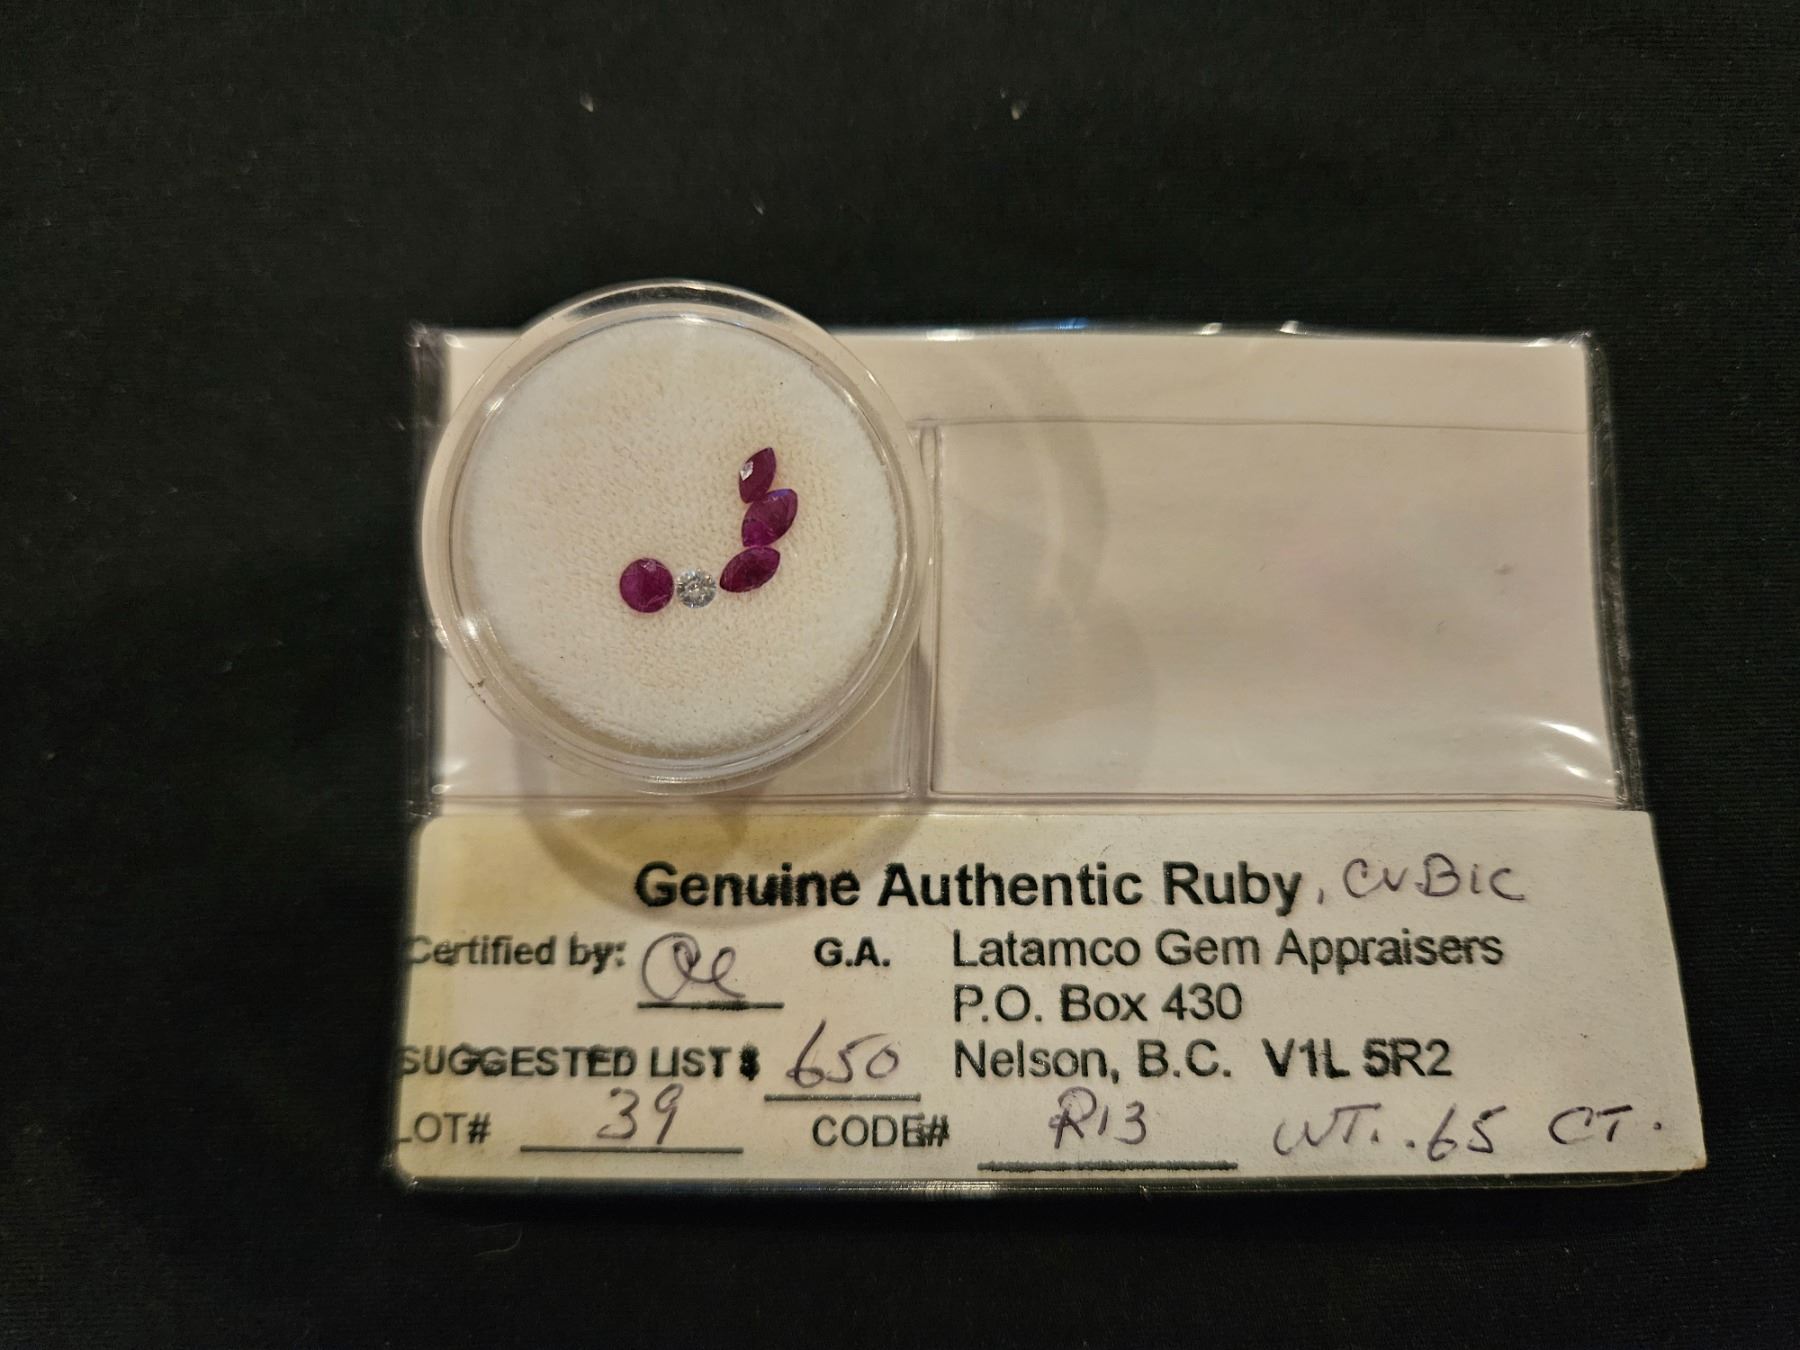 Genuine Authentic Ruby, CUBIC
Certified by: G.A. Latamco Gem Appraisers
P.O. Box 430
SUGGESTED LIST $ 650 Nelson, B.C. V1L 5R2
LOT# 39 CODE# R13 WT. .65 CT.